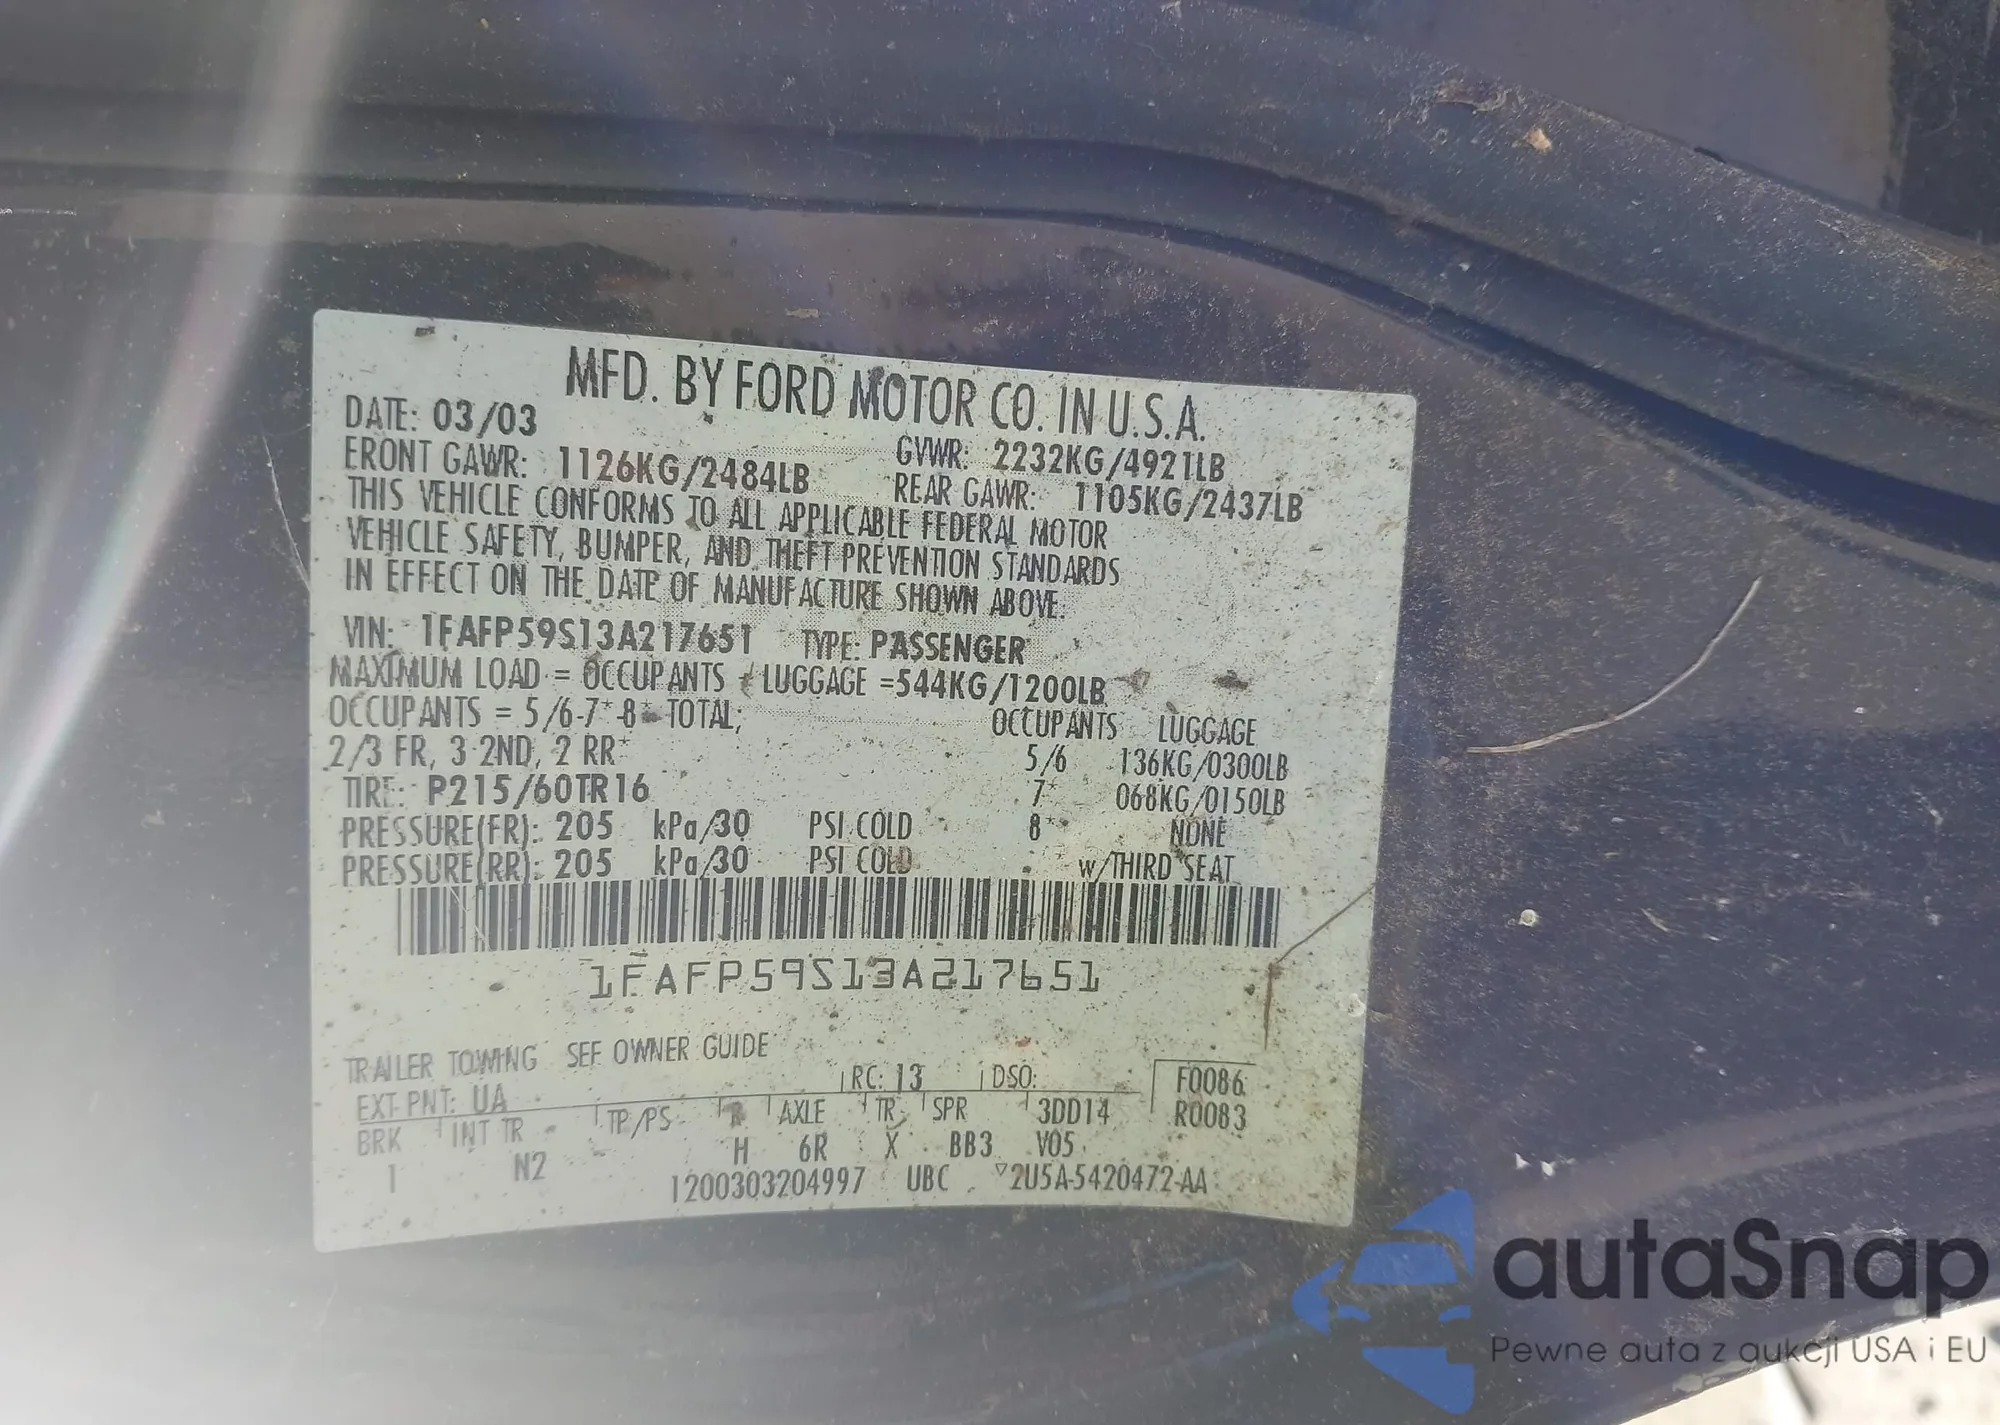 MFD. BY FORD MOTOR CO. IN U.S.A.
DATE: 03/03 GVWR: 2232KG/4921LB
FRONT GAWR: 1126KG/2484LB REAR GAWR: 1105KG/2437LB
THIS VEHICLE CONFORMS TO ALL APPLICABLE FEDERAL MOTOR
VEHICLE SAFETY, BUMPER, AND THEFT PREVENTION STANDARDS
IN EFFECT ON THE DATE OF MANUFACTURE SHOWN ABOVE.
VIN: 1FAFP59S13A217651 TYPE: PASSENGER
MAXIMUM LOAD = OCCUPANTS + LUGGAGE =544KG/1200LB
OCCUPANTS = 5/6-7*-8* TOTAL; OCCUPANTS LUGGAGE
2/3 FR, 3 2ND, 2 RR* 5/6 136KG/0300LB
TIRE: P215/60TR16 7* 068KG/0150LB
PRESSURE(FR): 205 kPa/30 PSI COLD 8* NONE
PRESSURE(RR): 205 kPa/30 PSI COLD * w/THIRD SEAT
1FAFP59S13A217651
TRAILER TOWING SEE OWNER GUIDE
EXT PNT: UA RC: 13 DSO: F0086
BRK INT TR TP/PS R AXLE TR SPR 3DD14 R0083
1 N2 H 6R X BB3 V05
1200303204997 UBC ▽2U5A-5420472-AA
autaSnap
Pewne auta z aukcji USA i EU